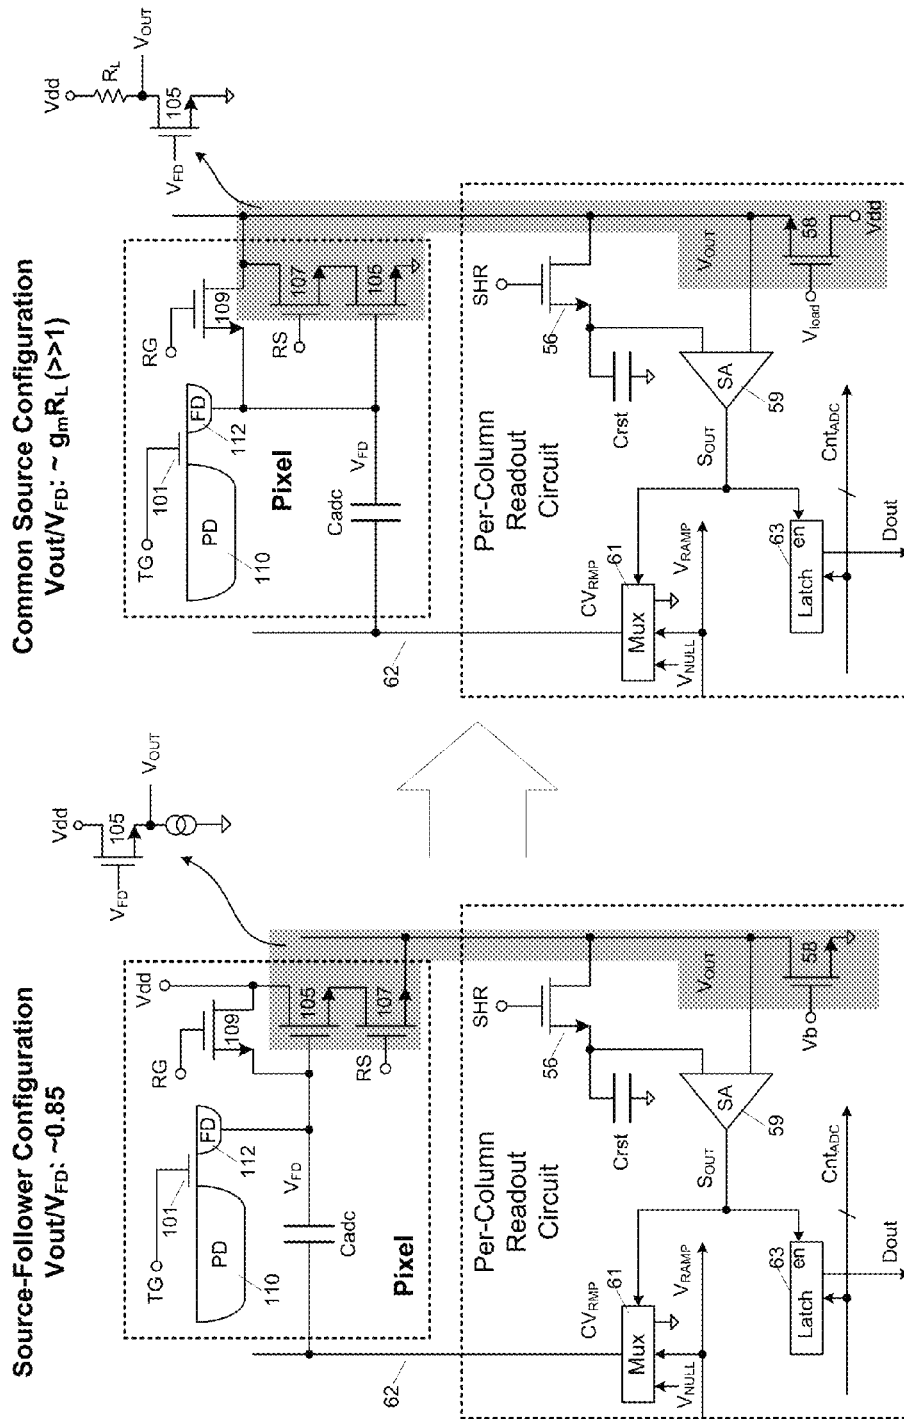 Source-Follower Configuration
Vout/VFD: ~0.85
TG
101
PD
110
FD
112
RG
109
Vdd
105
107
RS
VFD
Cadc
Pixel
62
Vdd
VFD
105
VOUT
Per-Column
Readout
Circuit
SHR
56
Crst
VOUT
SA
59
SOUT
58
Vb
CVRMP
61
Mux
VNULL
VRAMP
63
Latch
en
CntADC
Dout
Common Source Configuration
Vout/VFD: ~ gmRL (>>1)
TG
101
PD
110
FD
112
RG
109
107
RS
105
VFD
Cadc
Pixel
62
Vdd
RL
VFD
105
VOUT
Per-Column
Readout
Circuit
SHR
56
Crst
VOUT
SA
59
SOUT
58
Vload
Vdd
CVRMP
61
Mux
VNULL
VRAMP
63
Latch
en
CntADC
Dout